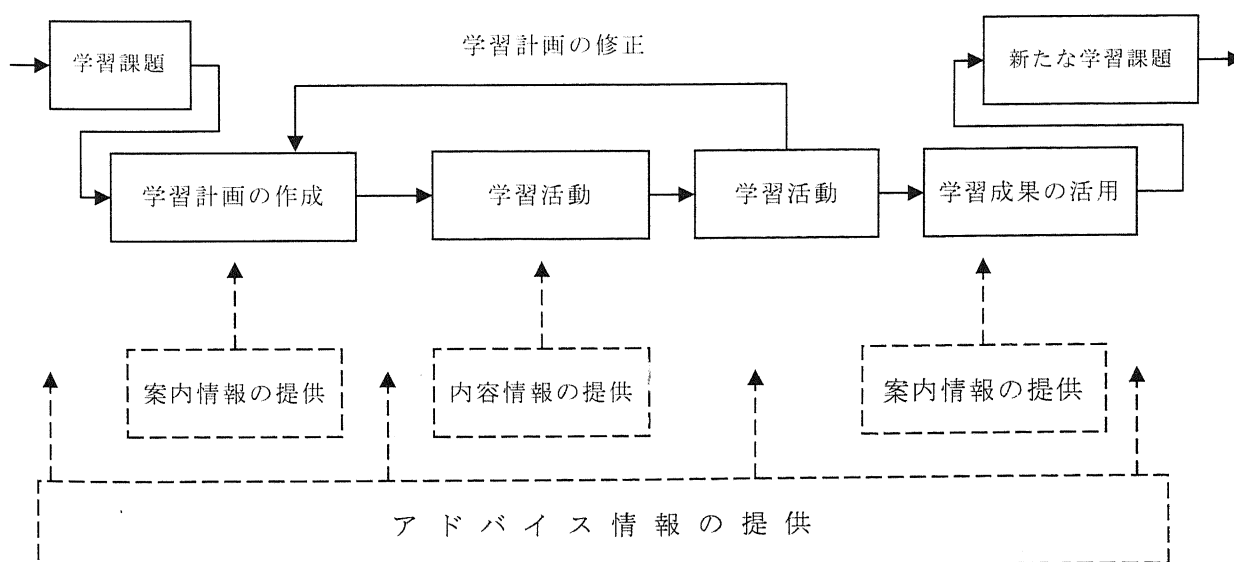 学習課題
学習計画の修正
新たな学習課題
学習計画の作成
学習活動
学習活動
学習成果の活用
案内情報の提供
内容情報の提供
案内情報の提供
アドバイス情報の提供